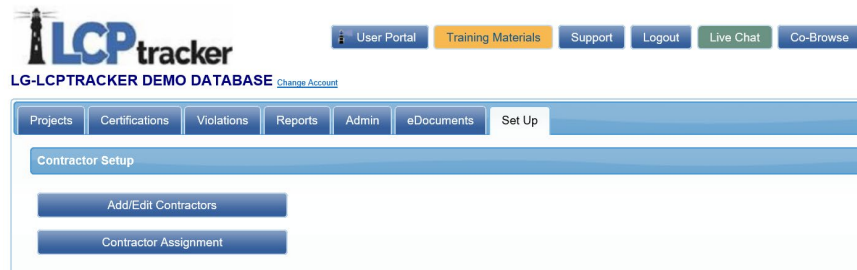 LCPtracker
User Portal
Training Materials
Support
Logout
Live Chat
Co-Browse
LG-LCPTRACKER DEMO DATABASE Change Account
Projects
Certifications
Violations
Reports
Admin
eDocuments
Set Up
Contractor Setup
Add/Edit Contractors
Contractor Assignment